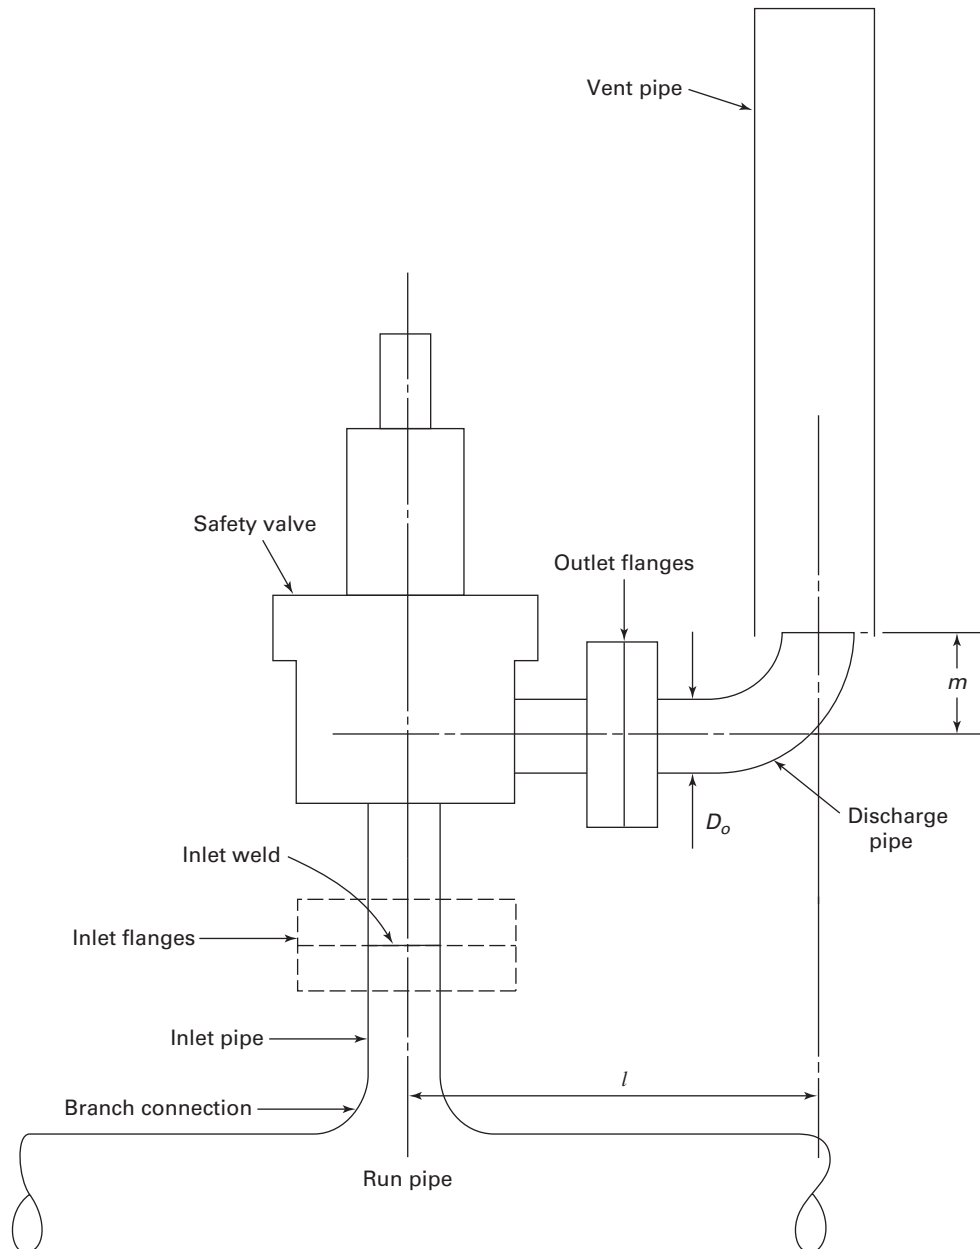 Vent pipe
Safety valve
Outlet flanges
m
D_o
Discharge
pipe
Inlet weld
Inlet flanges
Inlet pipe
l
Branch connection
Run pipe